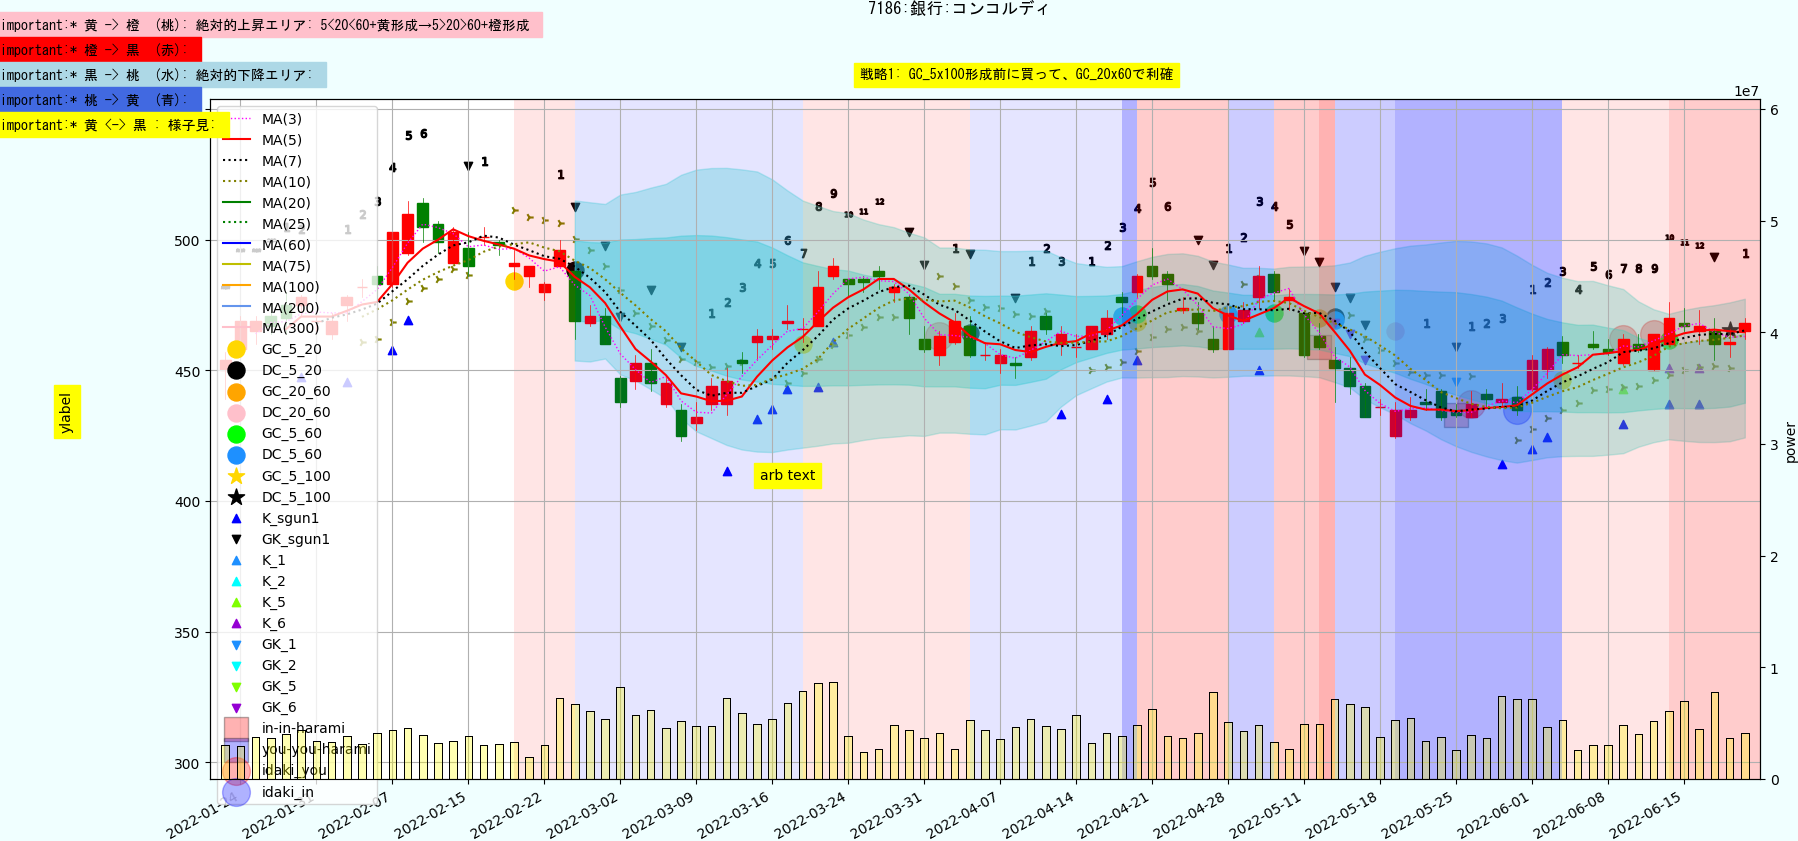 7186:銀行:コンコルディ
important:* 黄 -> 橙 (桃): 絶対的上昇エリア: 5<20<60+黄形成→5>20>60+橙形成
important:* 橙 -> 黒 (赤):
important:* 黒 -> 桃 (水): 絶対的下降エリア:
戦略1: GC_5x100形成前に買って、GC_20x60で利確
important:* 桃 -> 黄 (青):
important:* 黄 <-> 黒 : 様子見:
1e7
MA(3)
MA(5)
MA(7)
MA(10)
MA(20)
MA(25)
MA(60)
MA(75)
MA(100)
MA(200)
MA(300)
GC_5_20
DC_5_20
GC_20_60
DC_20_60
GC_5_60
DC_5_60
GC_5_100
DC_5_100
K_sgun1
GK_sgun1
K_1
K_2
K_5
K_6
GK_1
GK_2
GK_5
GK_6
in-in-harami
you-you-harami
idaki_you
idaki_in
500
450
400
350
300
ylabel
arb text
6
5
4
3
2
1
0
power
2022-01-31
2022-02-07
2022-02-15
2022-02-22
2022-03-02
2022-03-09
2022-03-16
2022-03-24
2022-03-31
2022-04-07
2022-04-14
2022-04-21
2022-04-28
2022-05-11
2022-05-18
2022-05-25
2022-06-01
2022-06-08
2022-06-15